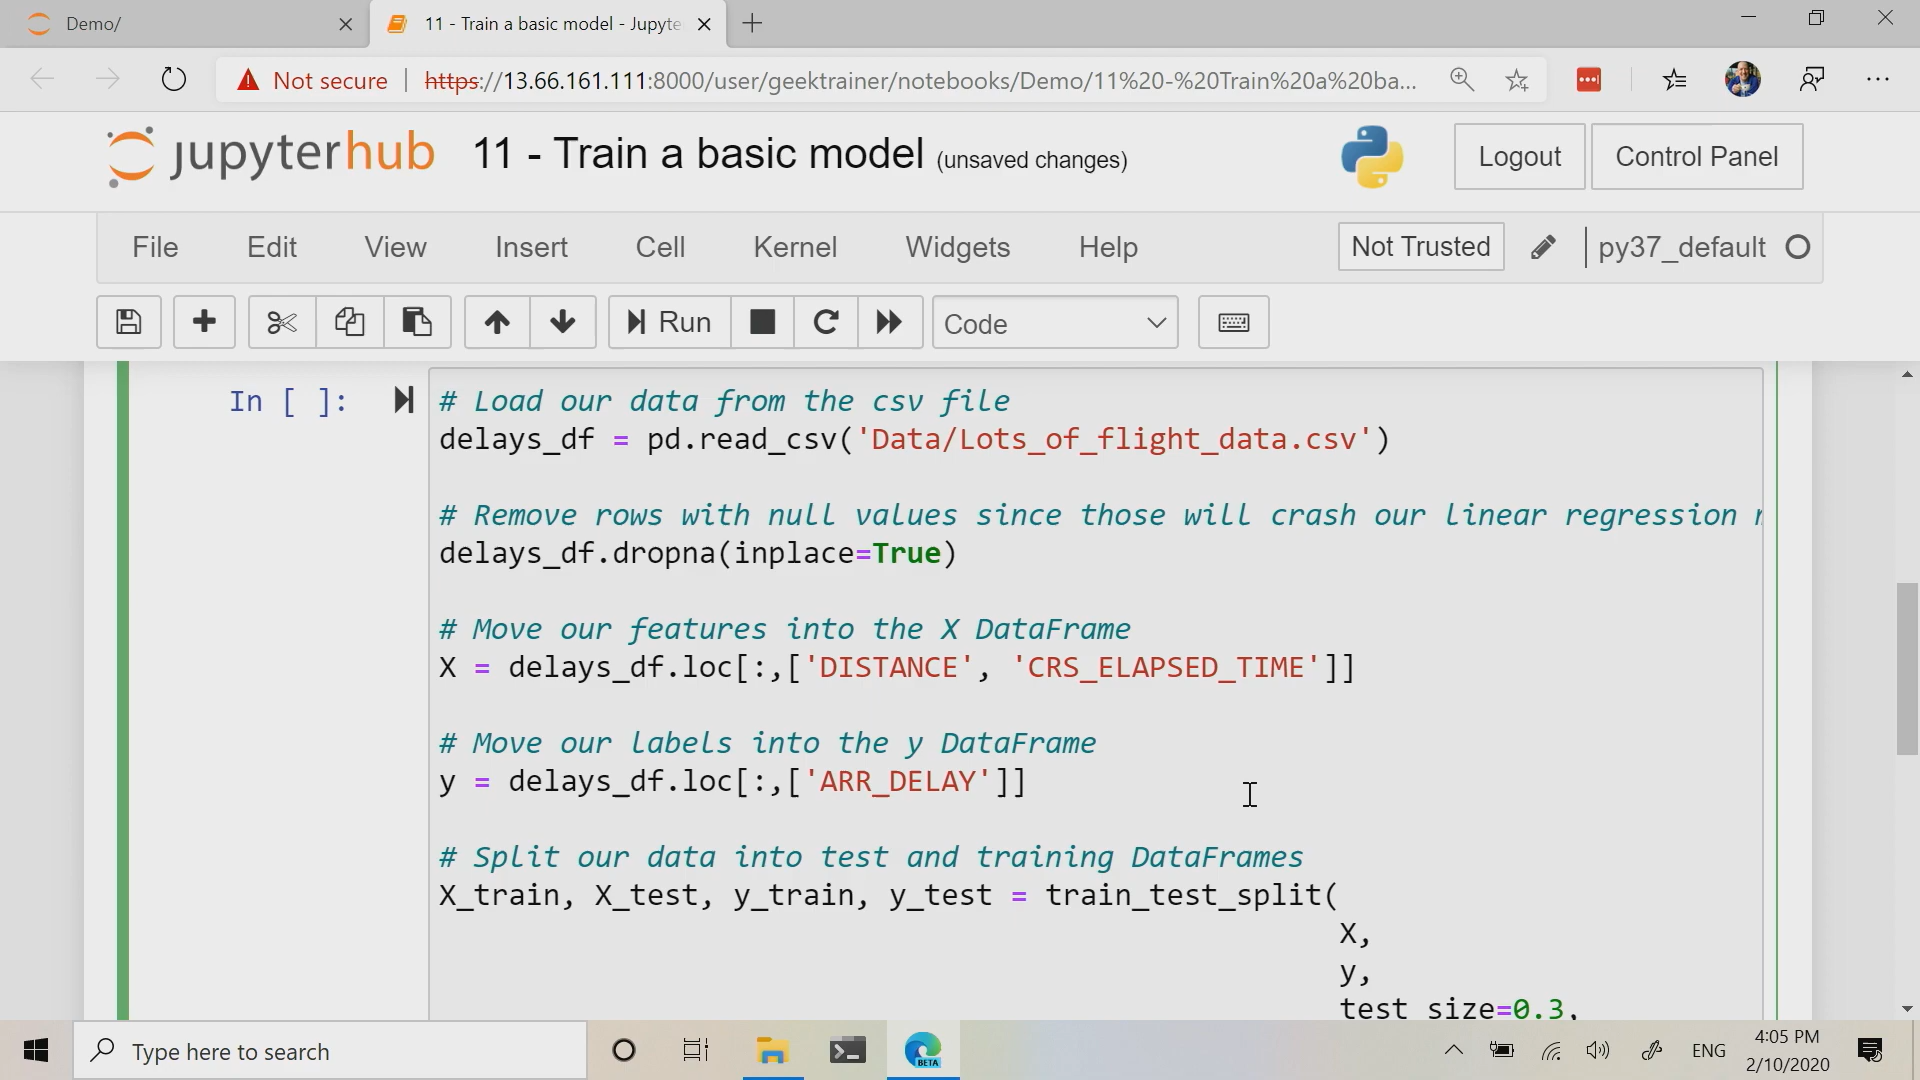 Demo/
11 - Train a basic model - Jupyte
Not secure
https://13.66.161.111:8000/user/geektrainer/notebooks/Demo/11%20-%20Train%20a%20ba...
jupyterhub
11 - Train a basic model (unsaved changes)
Logout
Control Panel
File
Edit
View
Insert
Cell
Kernel
Widgets
Help
Not Trusted
py37_default
Run
Code
In [ ]:
# Load our data from the csv file
delays_df = pd.read_csv('Data/Lots_of_flight_data.csv')
# Remove rows with null values since those will crash our linear regression
delays_df.dropna(inplace=True)
# Move our features into the X DataFrame
X = delays_df.loc[:,['DISTANCE', 'CRS_ELAPSED_TIME']]
# Move our labels into the y DataFrame
y = delays_df.loc[:,['ARR_DELAY']]
# Split our data into test and training DataFrames
X_train, X_test, y_train, y_test = train_test_split(
X,
y,
test_size=0.3,
Type here to search
BETA
ENG
4:05 PM
2/10/2020